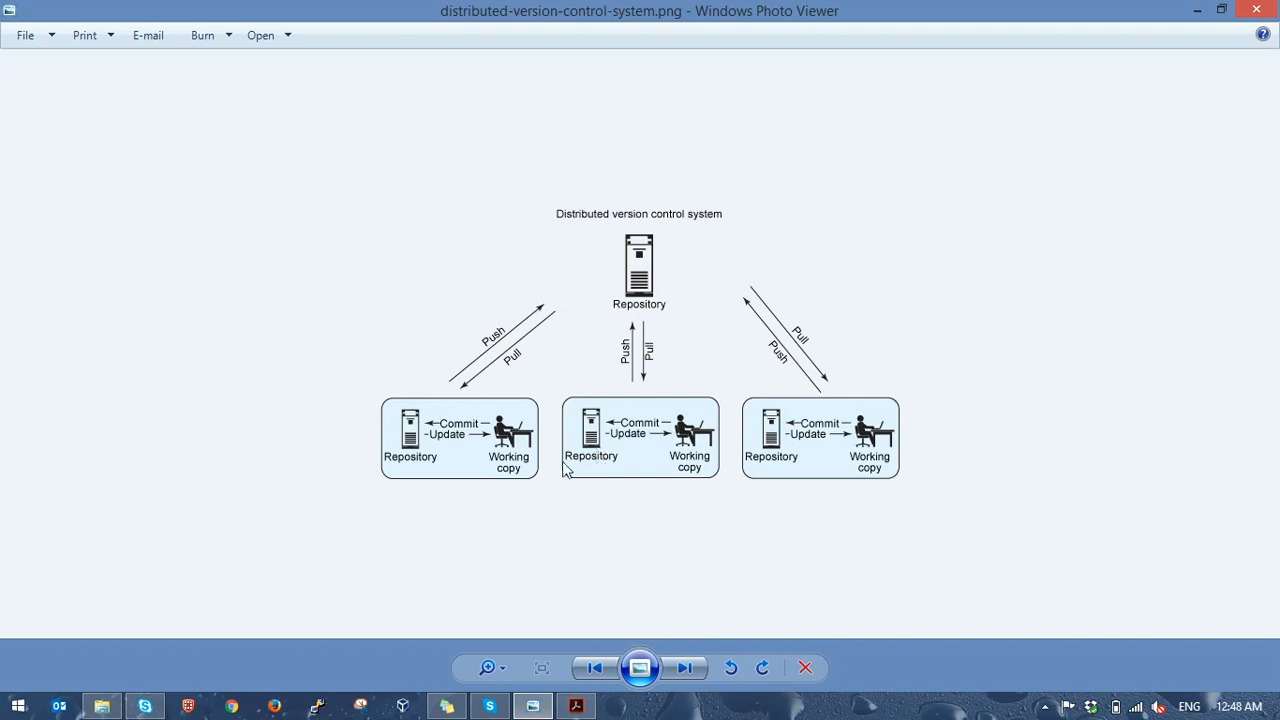 distributed-version-control-system.png - Windows Photo Viewer
File Print E-mail Burn Open
Distributed version control system
Repository
Push Pull
Push Pull
Pull Push
Commit
Update
Repository
Working
copy
Commit
Update
Repository
Working
copy
Commit
Update
Repository
Working
copy
ENG 12:48 AM